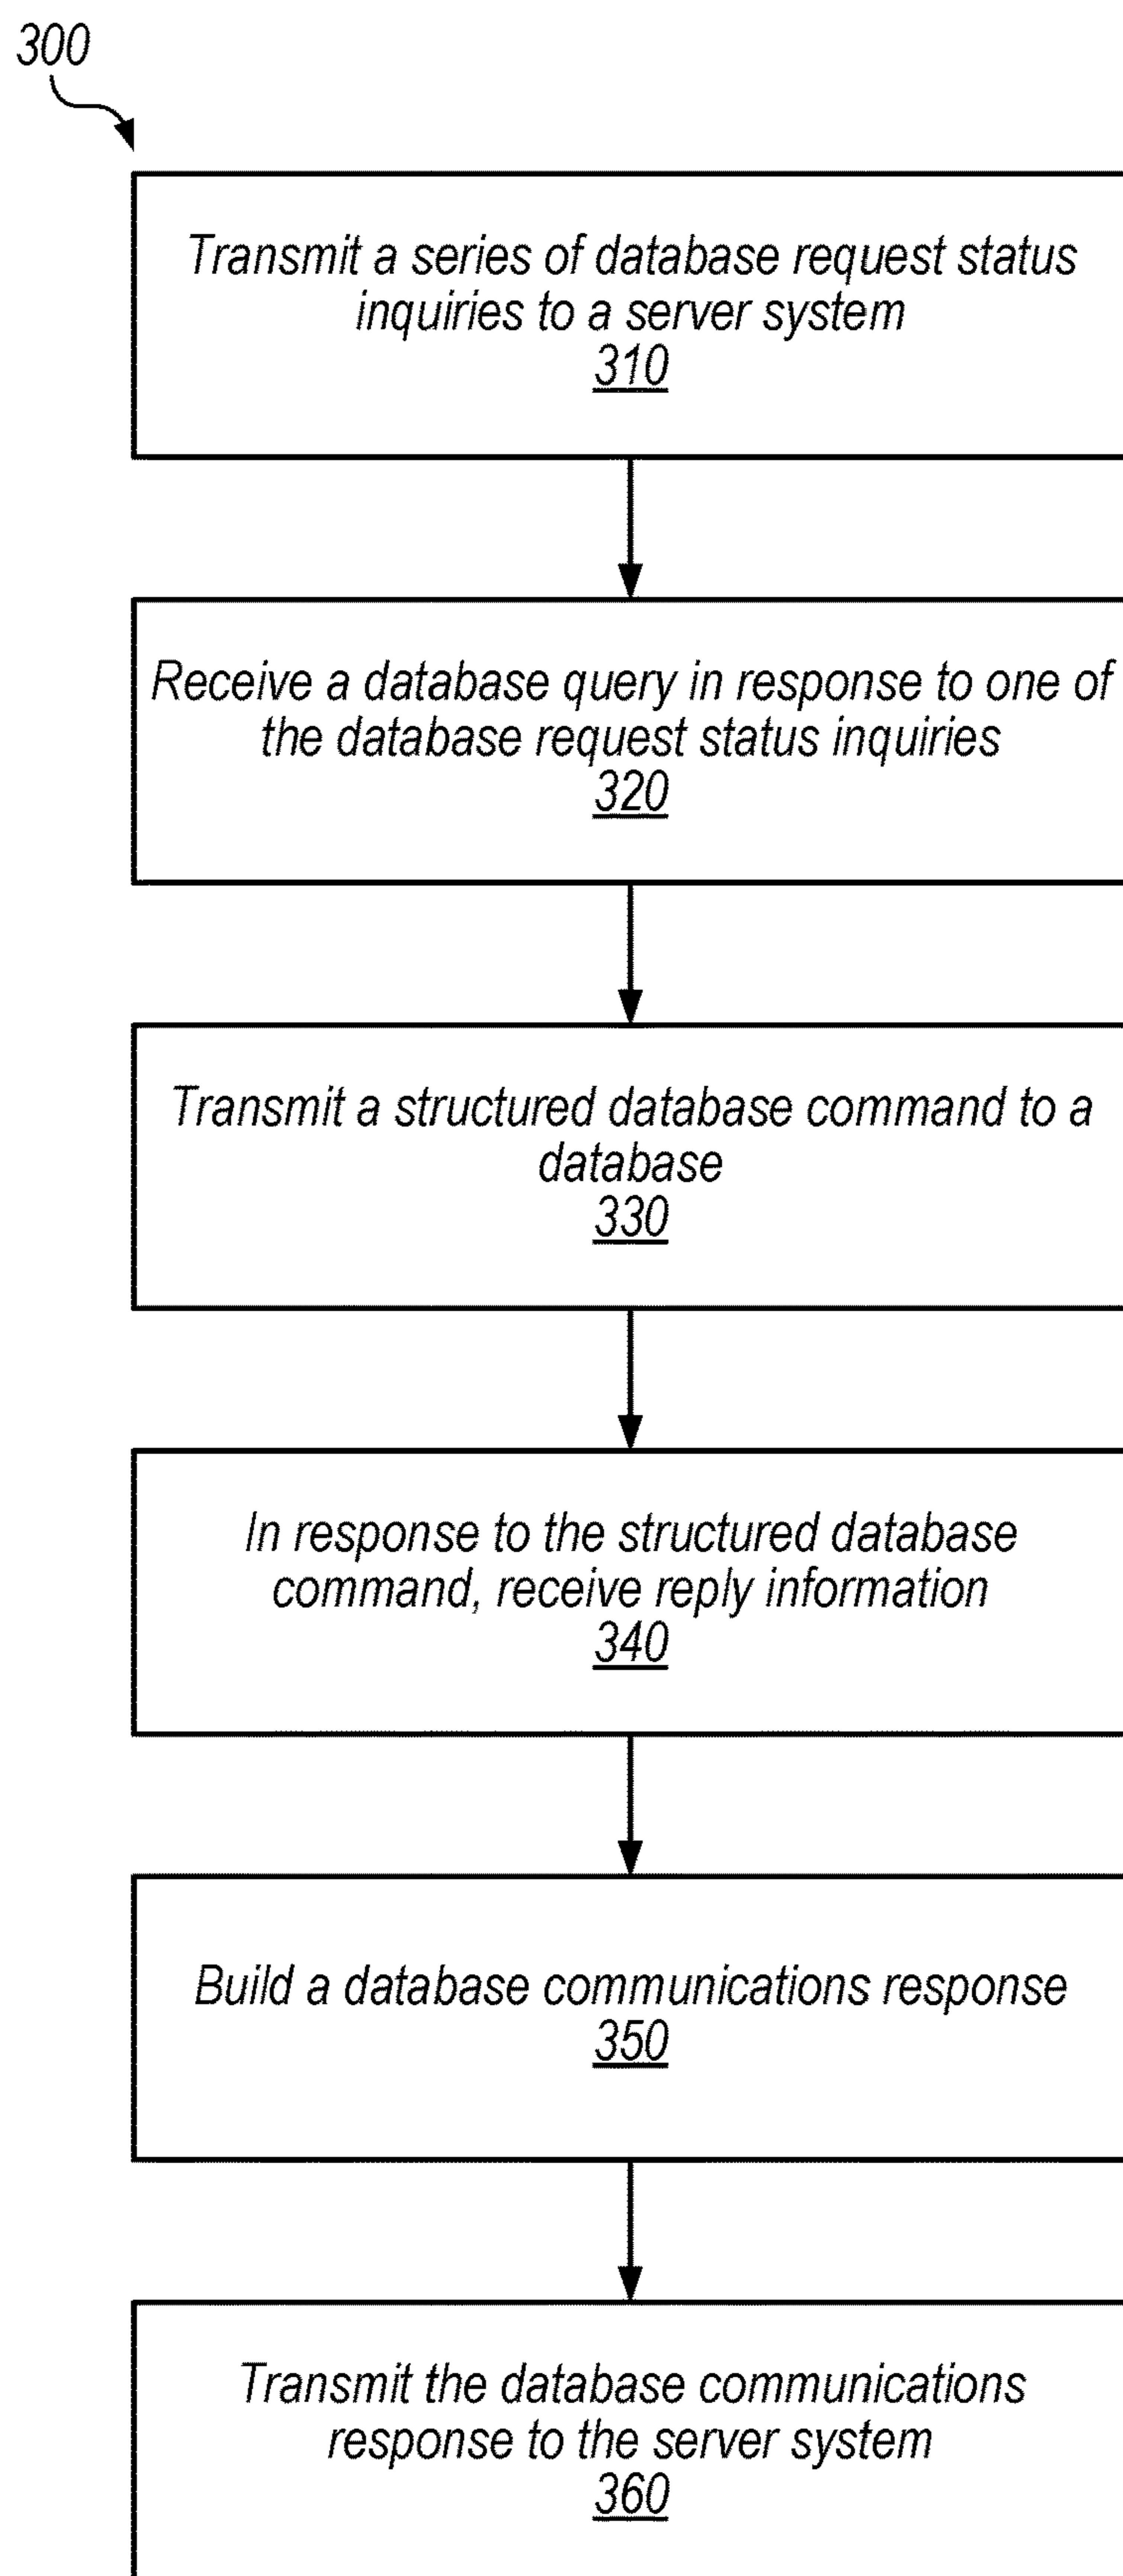 300
Transmit a series of database request status
inquiries to a server system
310
Receive a database query in response to one of
the database request status inquiries
320
Transmit a structured database command to a
database
330
In response to the structured database
command, receive reply information
340
Build a database communications response
350
Transmit the database communications
response to the server system
360